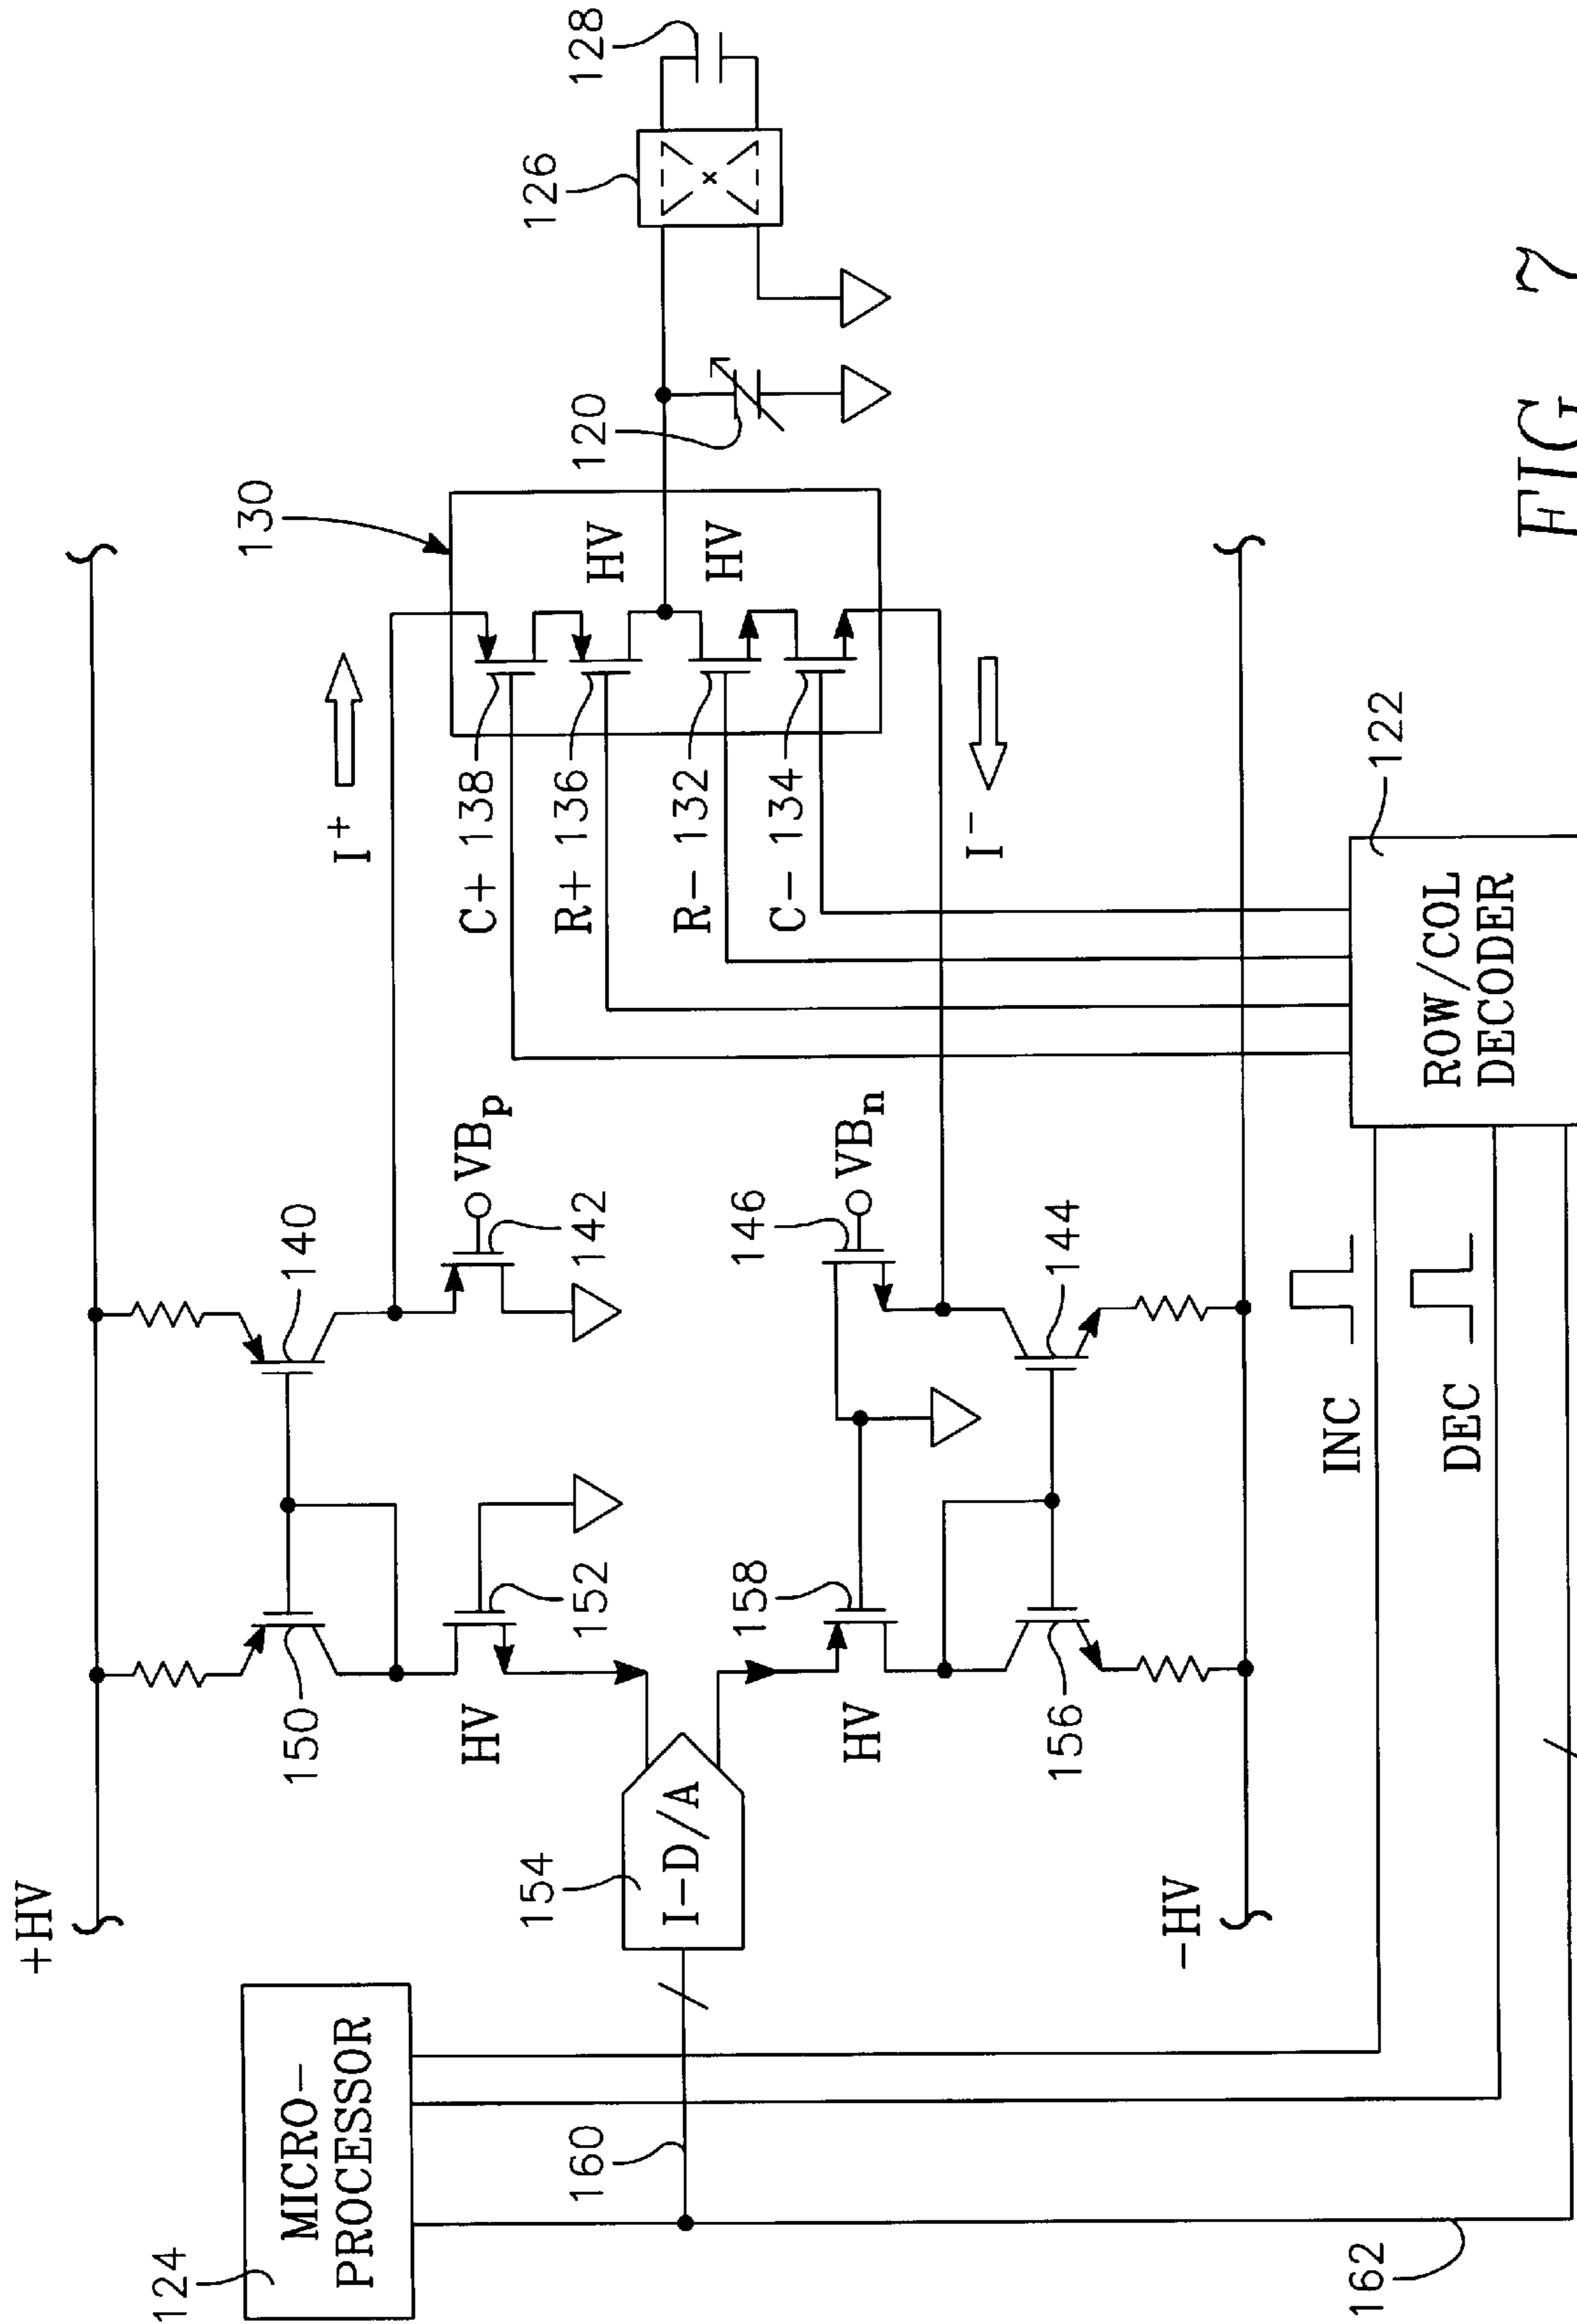 +HV
124
MICRO-
PROCESSOR
150
140
130
I+
128
126
HV
152
VBp
142
C+ 138
R+ 136
R- 132
C- 134
HV
HV
120
154
I-D/A
160
158
HV
146
VBn
I-
156
144
-HV
INC
DEC
122
ROW/COL
DECODER
162
FIG 7